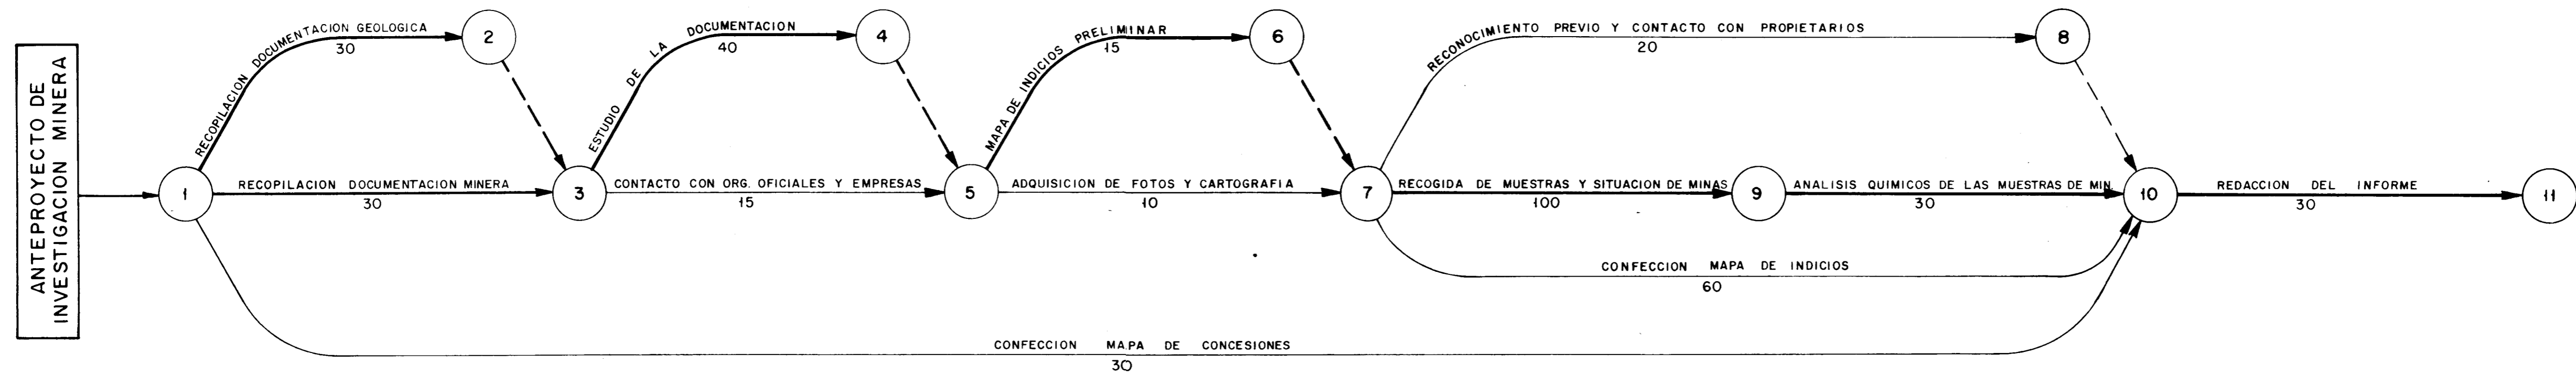 ANTEPROYECTO DE
INVESTIGACION MINERA
1
RECOPILACION DOCUMENTACION GEOLOGICA
30
2
RECOPILACION DOCUMENTACION MINERA
30
3
ESTUDIO DE LA DOCUMENTACION
40
4
CONTACTO CON ORG. OFICIALES Y EMPRESAS
15
5
MAPA DE INDICIOS PRELIMINAR
15
6
ADQUISICION DE FOTOS Y CARTOGRAFIA
10
7
RECONOCIMIENTO PREVIO Y CONTACTO CON PROPIETARIOS
20
8
RECOGIDA DE MUESTRAS Y SITUACION DE MINAS
100
9
ANALISIS QUIMICOS DE LAS MUESTRAS DE MIN.
30
10
CONFECCION MAPA DE INDICIOS
60
CONFECCION MAPA DE CONCESIONES
30
REDACCION DEL INFORME
30
11